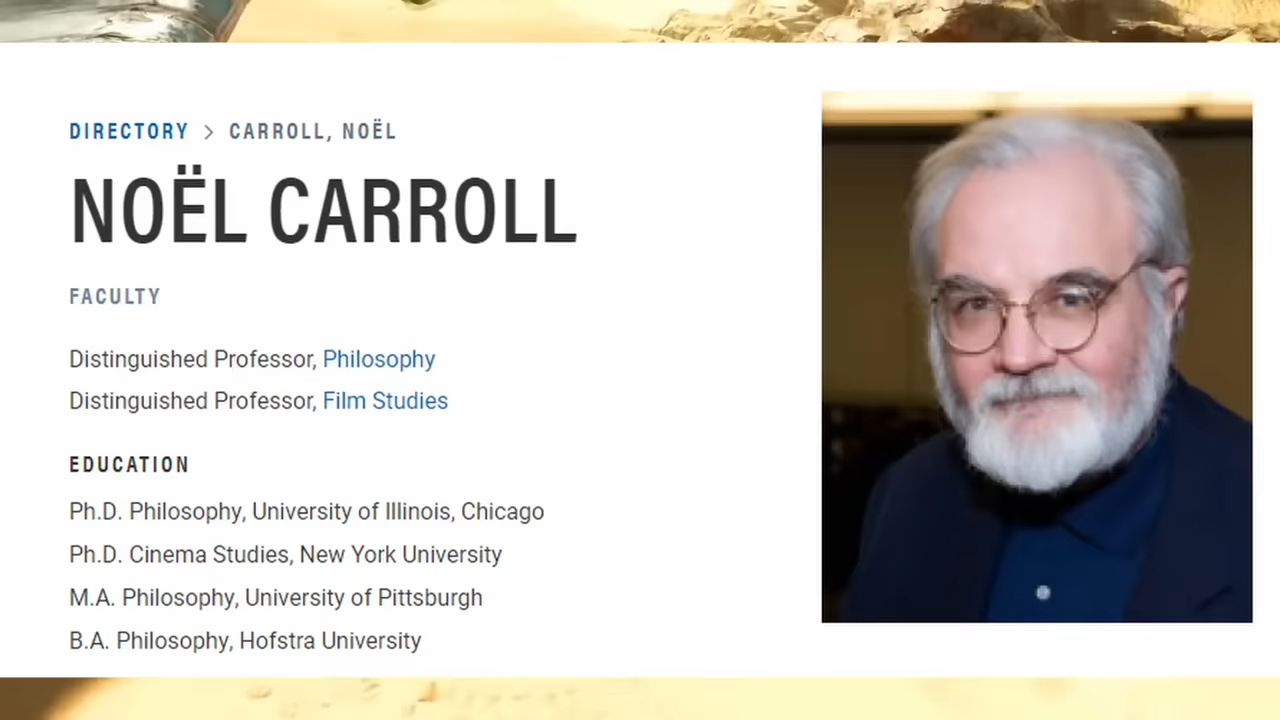 DIRECTORY > CARROLL, NOËL
NOËL CARROLL
FACULTY
Distinguished Professor, Philosophy
Distinguished Professor, Film Studies
EDUCATION
Ph.D. Philosophy, University of Illinois, Chicago
Ph.D. Cinema Studies, New York University
M.A. Philosophy, University of Pittsburgh
B.A. Philosophy, Hofstra University